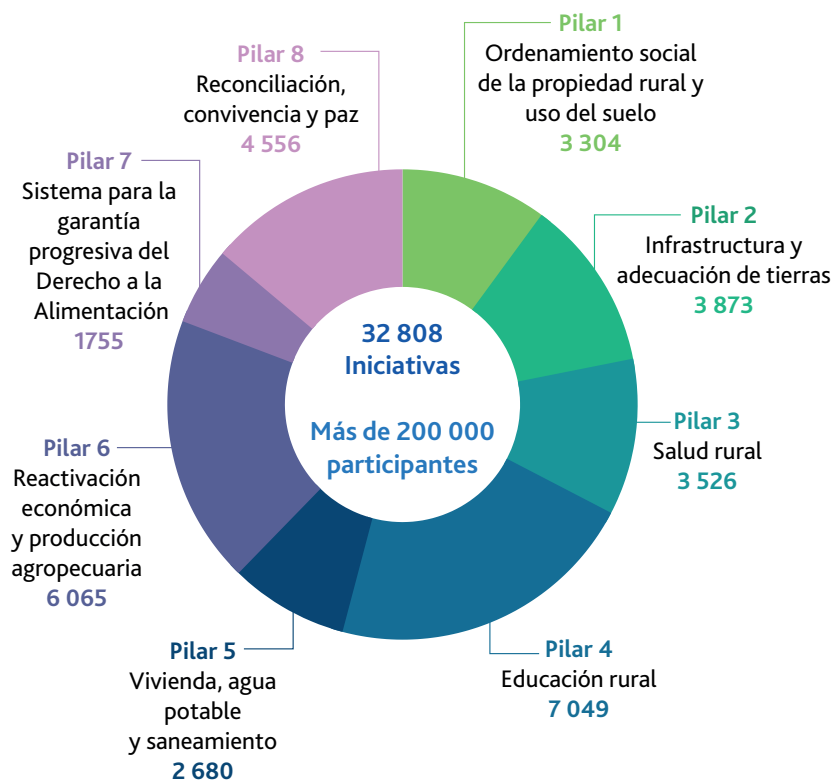 Pilar 1
Ordenamiento social
de la propiedad rural y
uso del suelo
3 304
Pilar 2
Infrastructura y
adecuación de tierras
3 873
Pilar 3
Salud rural
3 526
Pilar 4
Educación rural
7 049
Pilar 5
Vivienda, agua
potable
y saneamiento
2 680
Pilar 6
Reactivación
económica
y producción
agropecuaria
6 065
Pilar 7
Sistema para la
garantía
progresiva del
Derecho a la
Alimentación
1755
Pilar 8
Reconciliación,
convivencia y paz
4 556
32 808
Iniciativas
Más de 200 000
participantes